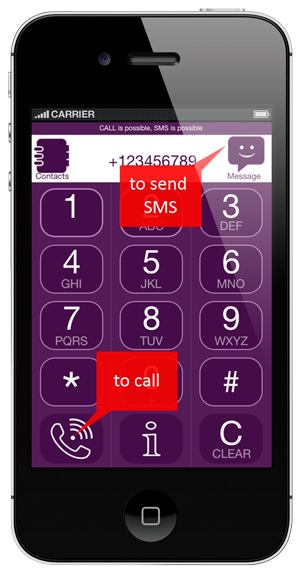 CARRIER
CALL is possible, SMS is possible
+123456789
Contacts
Message
to send
SMS
1
ABC
3
DEF
4
GHI
5
JKL
6
MNO
7
PQRS
8
TUV
9
WXYZ
*
to call
#
i
C
CLEAR